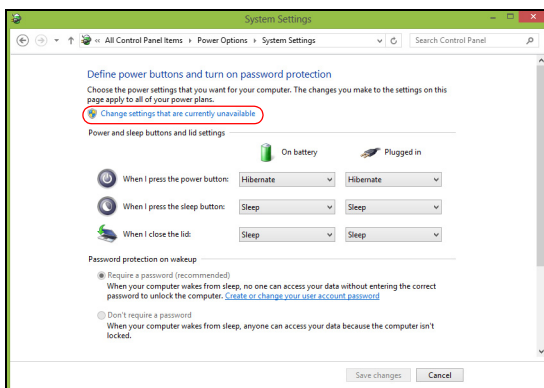 System Settings
« All Control Panel Items Power Options System Settings
Search Control Panel
Define power buttons and turn on password protection
Choose the power settings that you want for your computer. The changes you make to the settings on this
page apply to all of your power plans.
Change settings that are currently unavailable
Power and sleep buttons and lid settings
On battery Plugged in
When I press the power button: Hibernate Hibernate
When I press the sleep button: Sleep Sleep
When I close the lid: Sleep Sleep
Password protection on wakeup
Require a password (recommended)
When your computer wakes from sleep, no one can access your data without entering the correct
password to unlock the computer. Create or change your user account password
Don't require a password
When your computer wakes from sleep, anyone can access your data because the computer isn't
locked.
Save changes Cancel